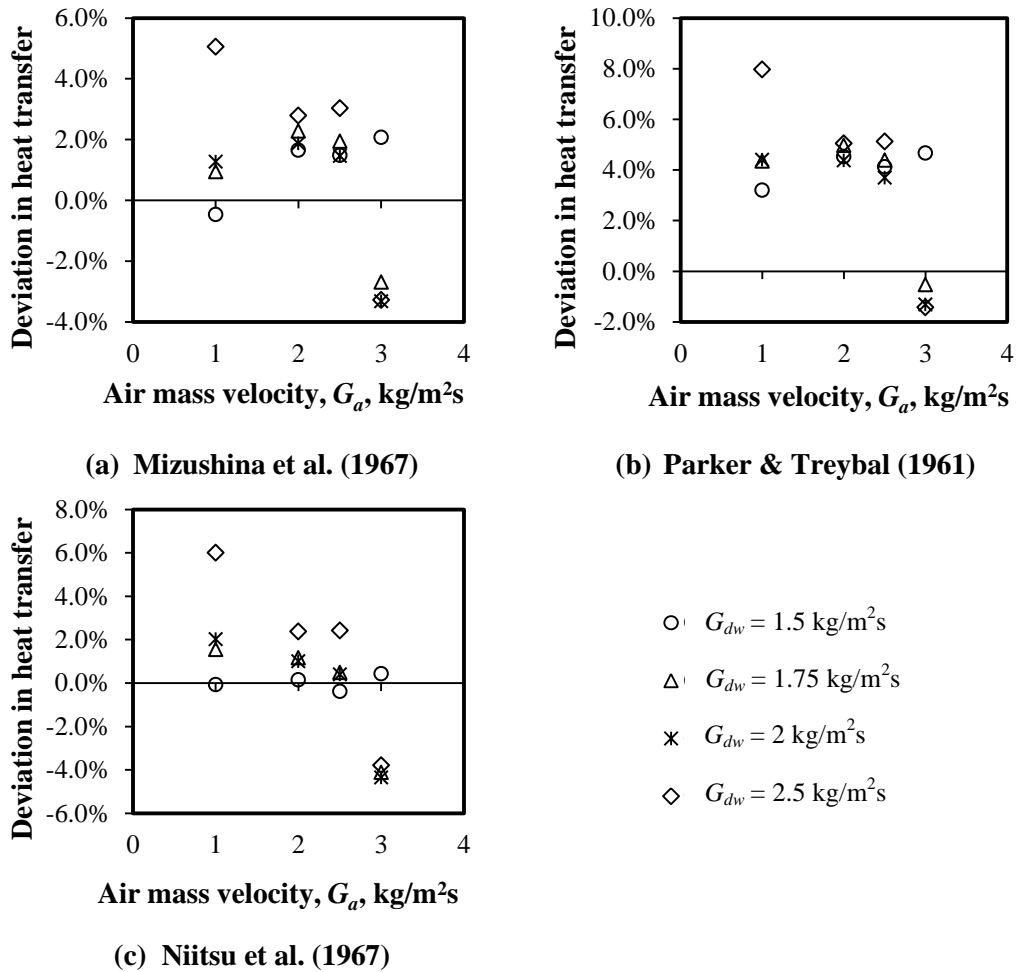 6.0%
4.0%
2.0%
0.0%
-2.0%
-4.0%
0 1 2 3 4
Deviation in heat transfer
Air mass velocity, Gₐ, kg/m²s
(a) Mizushina et al. (1967)
10.0%
8.0%
6.0%
4.0%
2.0%
0.0%
-2.0%
0 1 2 3 4
Deviation in heat transfer
Air mass velocity, Gₐ, kg/m²s
(b) Parker & Treybal (1961)
8.0%
6.0%
4.0%
2.0%
0.0%
-2.0%
-4.0%
-6.0%
0 1 2 3 4
Deviation in heat transfer
Air mass velocity, Gₐ, kg/m²s
(c) Niitsu et al. (1967)
G_dw = 1.5 kg/m²s
G_dw = 1.75 kg/m²s
G_dw = 2 kg/m²s
G_dw = 2.5 kg/m²s